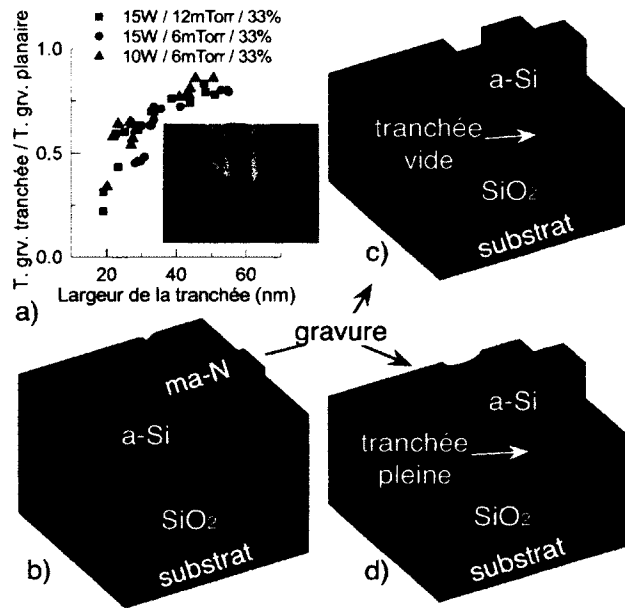 15W / 12mTorr / 33%
15W / 6mTorr / 33%
10W / 6mTorr / 33%
T. grv. tranchée / T. grv. planaire
1.0
0.5
0.0
20
40
60
Largeur de la tranchée (nm)
a)
a-Si
tranchée
vide
SiO₂
substrat
c)
gravure
ma-N
a-Si
SiO₂
substrat
b)
a-Si
tranchée
pleine
SiO₂
substrat
d)